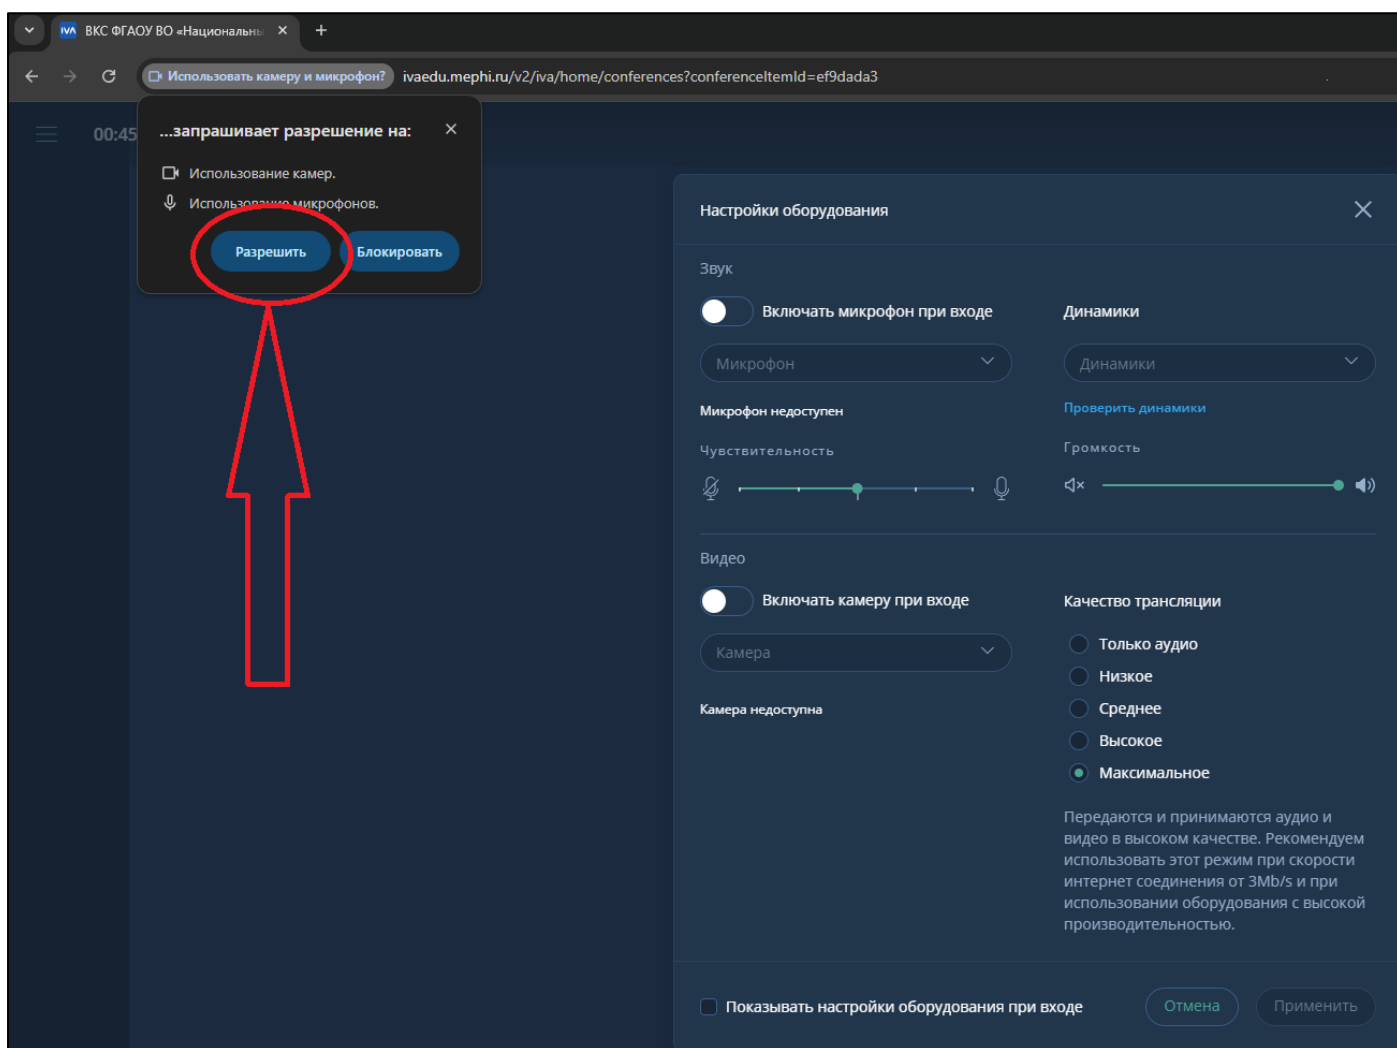 IVA ВКС ФГАОУ ВО «Национальны
Использовать камеру и микрофон? ivaedu.mephi.ru/v2/iva/home/conferences?conferenceItemId=ef9dada3
00:45
...запрашивает разрешение на:
Использование камер.
Использование микрофонов.
Разрешить Блокировать
Настройки оборудования
Звук
Включать микрофон при входе
Динамики
Микрофон
Динамики
Микрофон недоступен
Проверить динамики
Чувствительность
Громкость
Видео
Включать камеру при входе
Качество трансляции
Камера
Только аудио
Низкое
Камера недоступна
Среднее
Высокое
Максимальное
Передаются и принимаются аудио и
видео в высоком качестве. Рекомендуем
использовать этот режим при скорости
интернет соединения от 3Mb/s и при
использовании оборудования с высокой
производительностью.
Показывать настройки оборудования при входе
Отмена
Применить